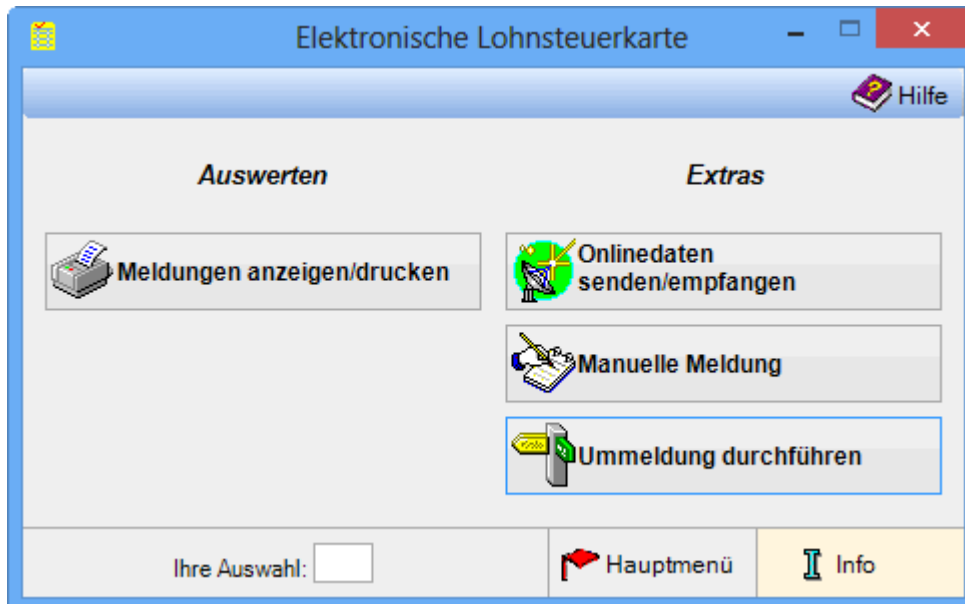 Elektronische Lohnsteuerkarte
Hilfe
Auswerten
Extras
Meldungen anzeigen/drucken
Onlinedaten
senden/empfangen
Manuelle Meldung
Ummeldung durchführen
Ihre Auswahl:
Hauptmenü
Info